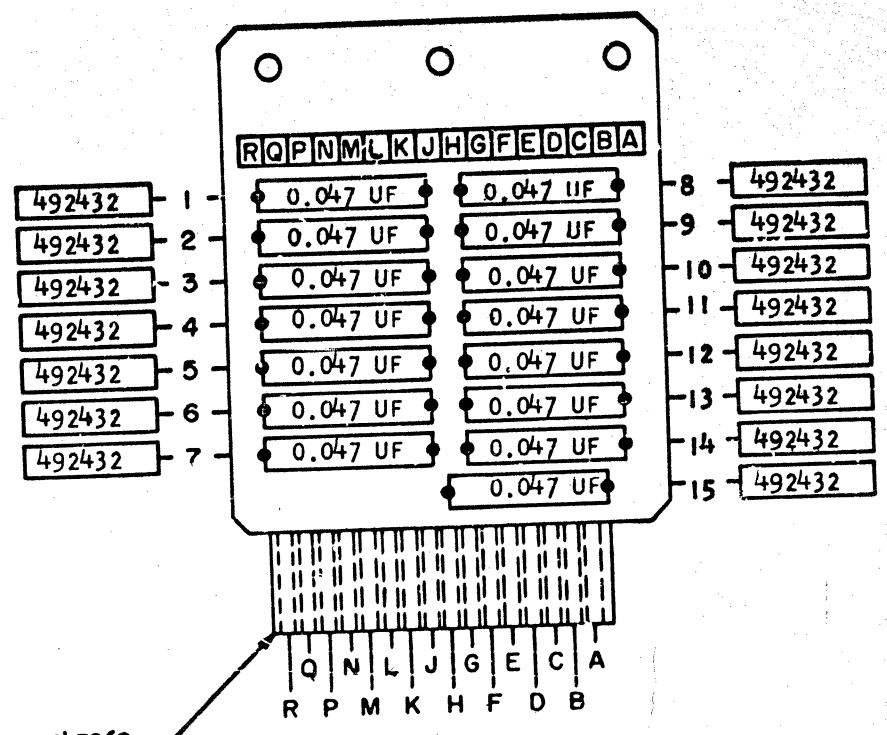 RQPNMLKJHGFEDCBA
492432 - 1 - 0.047 UF 0.047 UF - 8 - 492432
492432 - 2 - 0.047 UF 0.047 UF - 9 - 492432
492432 - 3 - 0.047 UF 0.047 UF - 10 - 492432
492432 - 4 - 0.047 UF 0.047 UF - 11 - 492432
492432 - 5 - 0.047 UF 0.047 UF - 12 - 492432
492432 - 6 - 0.047 UF 0.047 UF - 13 - 492432
492432 - 7 - 0.047 UF 0.047 UF - 14 - 492432
0.047 UF - 15 - 492432
Q N L J G E C A
R P M K H F D B